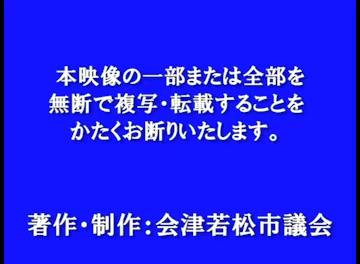 本映像の一部または全部を
無断で複写・転載することを
かたくお断りいたします。
著作・制作：会津若松市議会